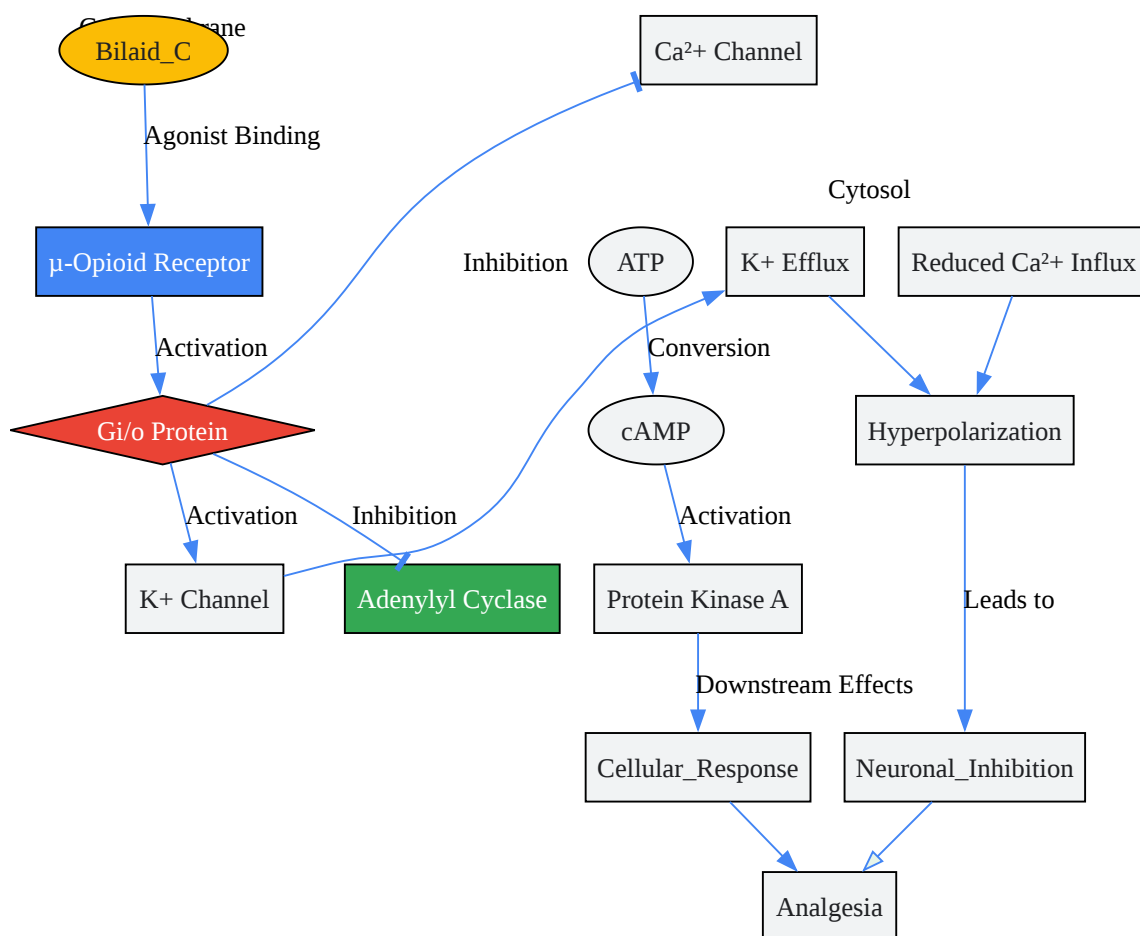 Bilaid_C
Ca²+ Channel
Agonist Binding
Cytosol
µ-Opioid Receptor
Inhibition
ATP
K+ Efflux
Reduced Ca²+ Influx
Activation
Conversion
Gi/o Protein
cAMP
Hyperpolarization
Activation
Inhibition
Activation
K+ Channel
Adenylyl Cyclase
Protein Kinase A
Leads to
Downstream Effects
Cellular_Response
Neuronal_Inhibition
Analgesia